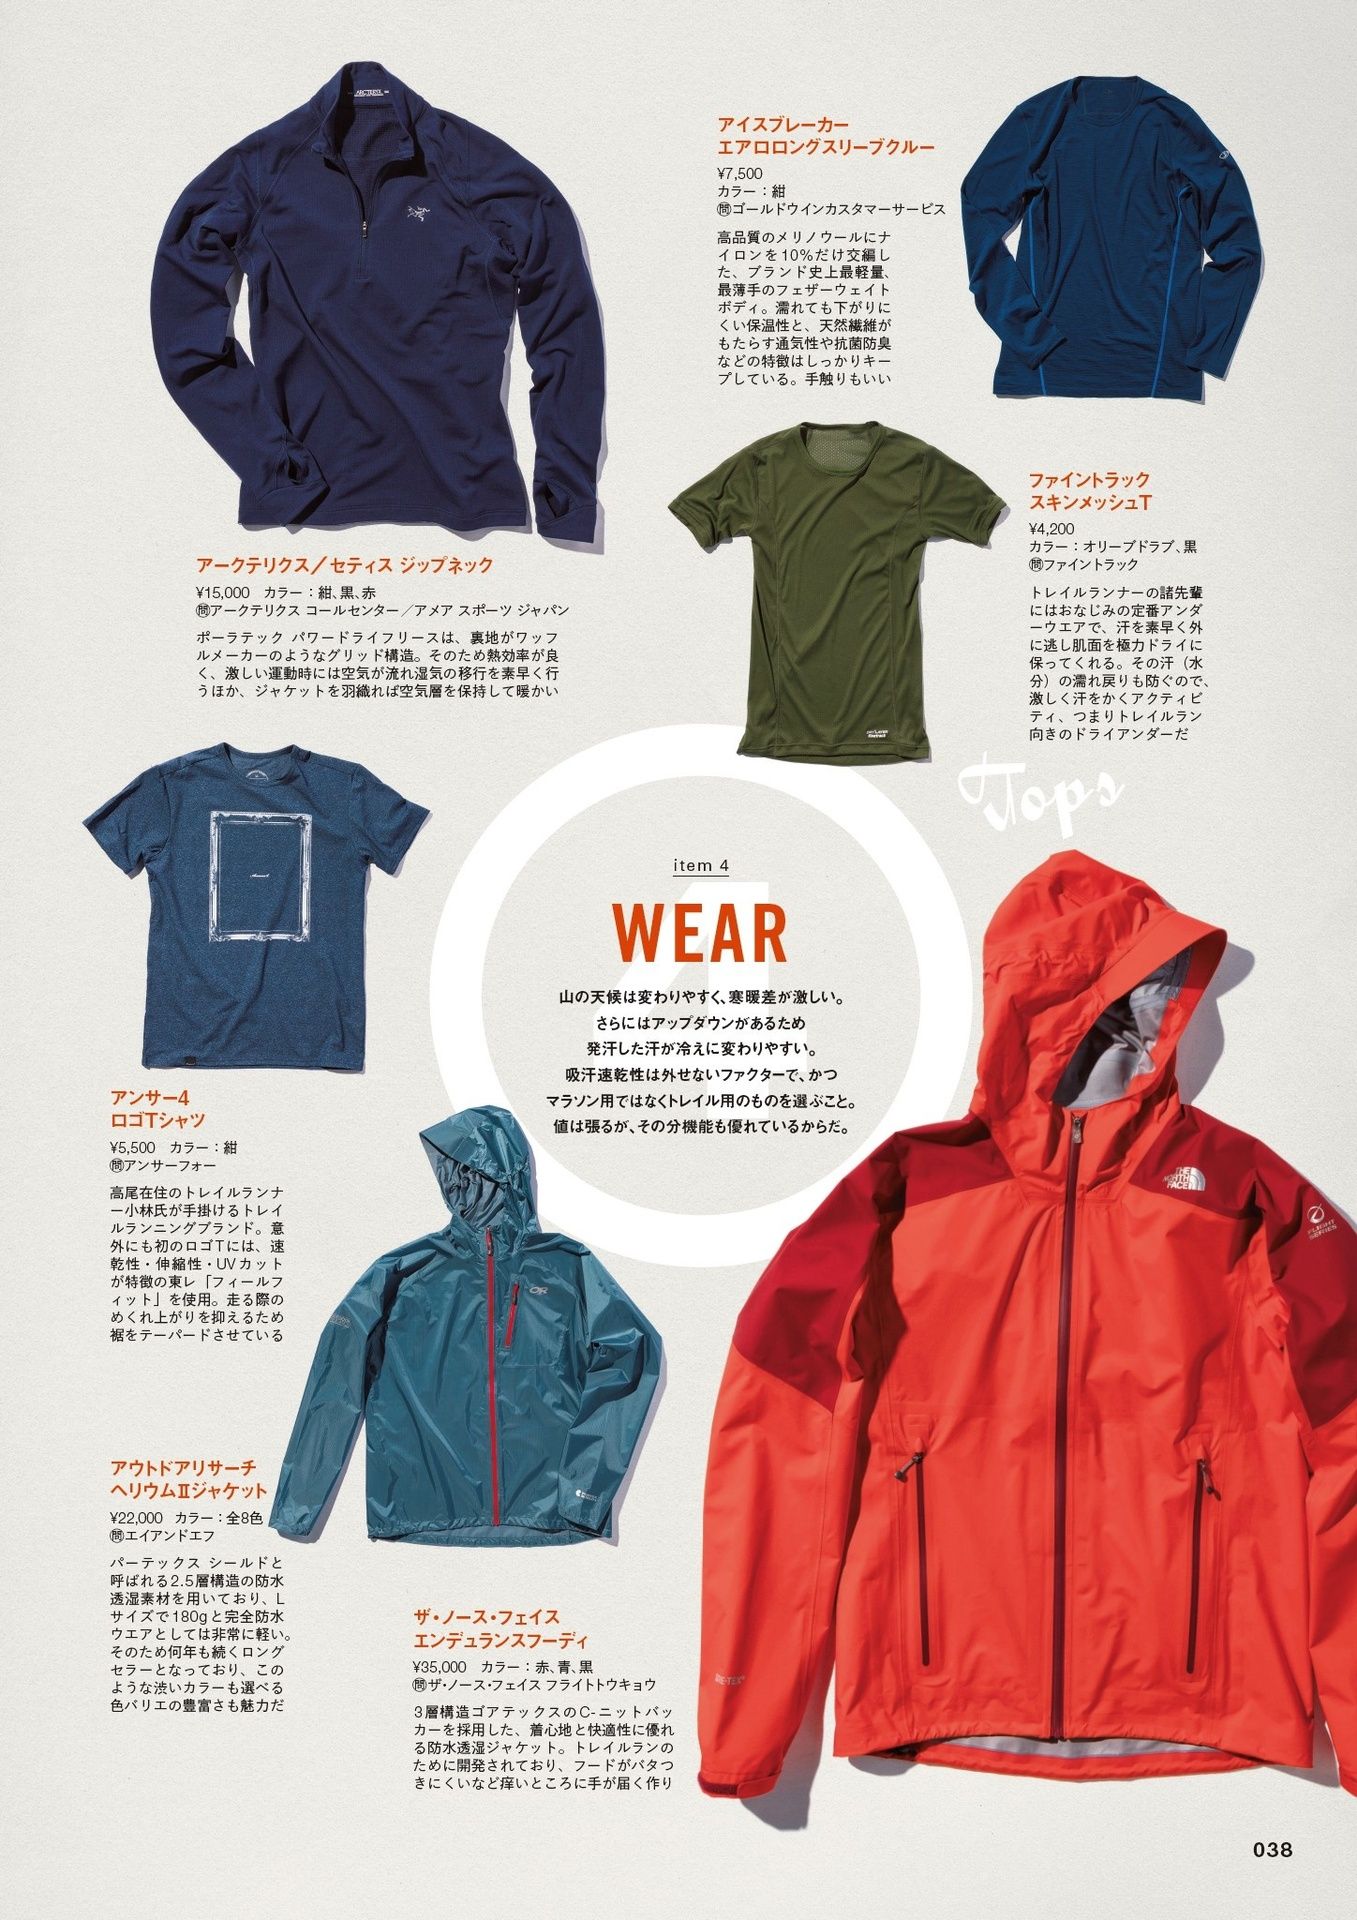 ARC'TERYX
アイスブレーカー
エアロロングスリーブクルー
¥7,500
カラー：紺
㉄ゴールドウインカスタマーサービス
高品質のメリノウールにナ
イロンを10%だけ交編し
た、ブランド史上最軽量、
最薄手のフェザーウェイト
ボディ。濡れても下がりに
くい保温性と、天然繊維が
もたらす通気性や抗菌防臭
などの特徴はしっかりキー
プしている。手触りもいい
ファイントラック
スキンメッシュT
¥4,200
カラー：オリーブドラブ、黒
㉄ファイントラック
トレイルランナーの諸先輩
にはおなじみの定番アンダ
ーウエアで、汗を素早く外
に逃し肌面を極力ドライに
保ってくれる。その汗（水
分）の濡れ戻りも防ぐので、
激しく汗をかくアクティビ
ティ、つまりトレイルラン
向きのドライアンダーだ
アークテリクス／セティス ジップネック
¥15,000 カラー：紺、黒、赤
㉄アークテリクス コールセンター／アメア スポーツ ジャパン
ポーラテック パワードライフリースは、裏地がワッフ
ルメーカーのようなグリッド構造。そのため熱効率が良
く、激しい運動時には空気が流れ湿気の移行を素早く行
うほか、ジャケットを羽織れば空気層を保持して暖かい
Tops
item 4
4
WEAR
山の天候は変わりやすく、寒暖差が激しい。
さらにはアップダウンがあるため
発汗した汗が冷えに変わりやすい。
吸汗速乾性は外せないファクターで、かつ
マラソン用ではなくトレイル用のものを選ぶこと。
値は張るが、その分機能も優れているからだ。
アンサー4
ロゴTシャツ
¥5,500 カラー：紺
㉄アンサーフォー
高尾在住のトレイルランナ
ー小林氏が手掛けるトレイ
ルランニングブランド。意
外にも初のロゴTには、速
乾性・伸縮性・UVカット
が特徴の東レ「フィールフ
ィット」を使用。走る際の
めくれ上がりを抑えるため
裾をテーパードさせている
OR
THE
NORTH
FACE
FLIGHT
SERIES
GORE-TEX
アウトドアリサーチ
ヘリウムⅡジャケット
¥22,000 カラー：全8色
㉄エイアンドエフ
パーテックス シールドと
呼ばれる2.5層構造の防水
透湿素材を用いており、L
サイズで180gと完全防水
ウエアとしては非常に軽い。
そのため何年も続くロング
セラーとなっており、この
ような渋いカラーも選べる
色バリエの豊富さも魅力だ
ザ・ノース・フェイス
エンデュランスフーディ
¥35,000 カラー：赤、青、黒
㉄ザ・ノース・フェイス フライトトウキョウ
3層構造ゴアテックスのC-ニットバッ
カーを採用した、着心地と快適性に優れ
る防水透湿ジャケット。トレイルランの
ために開発されており、フードがバタつ
きにくいなど痒いところに手が届く作り
038